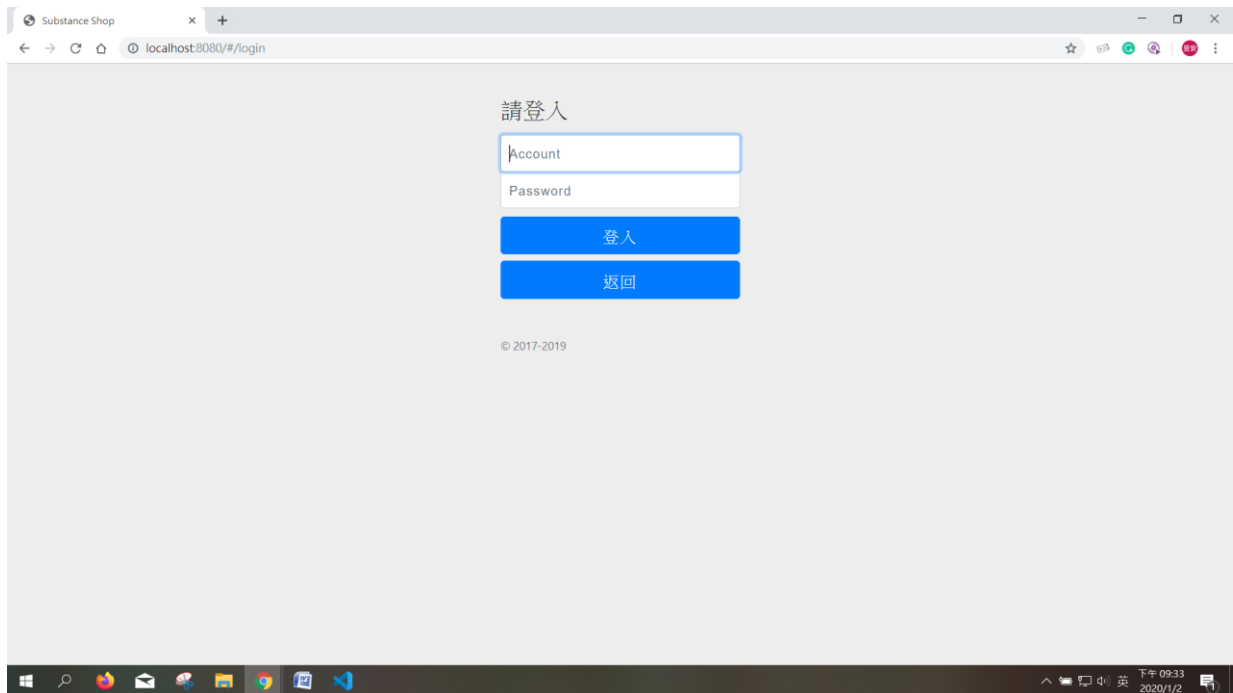 Substance Shop
localhost:8080/#/login
請登入
Account
Password
登入
返回
© 2017-2019
英
下午 09:33
2020/1/2